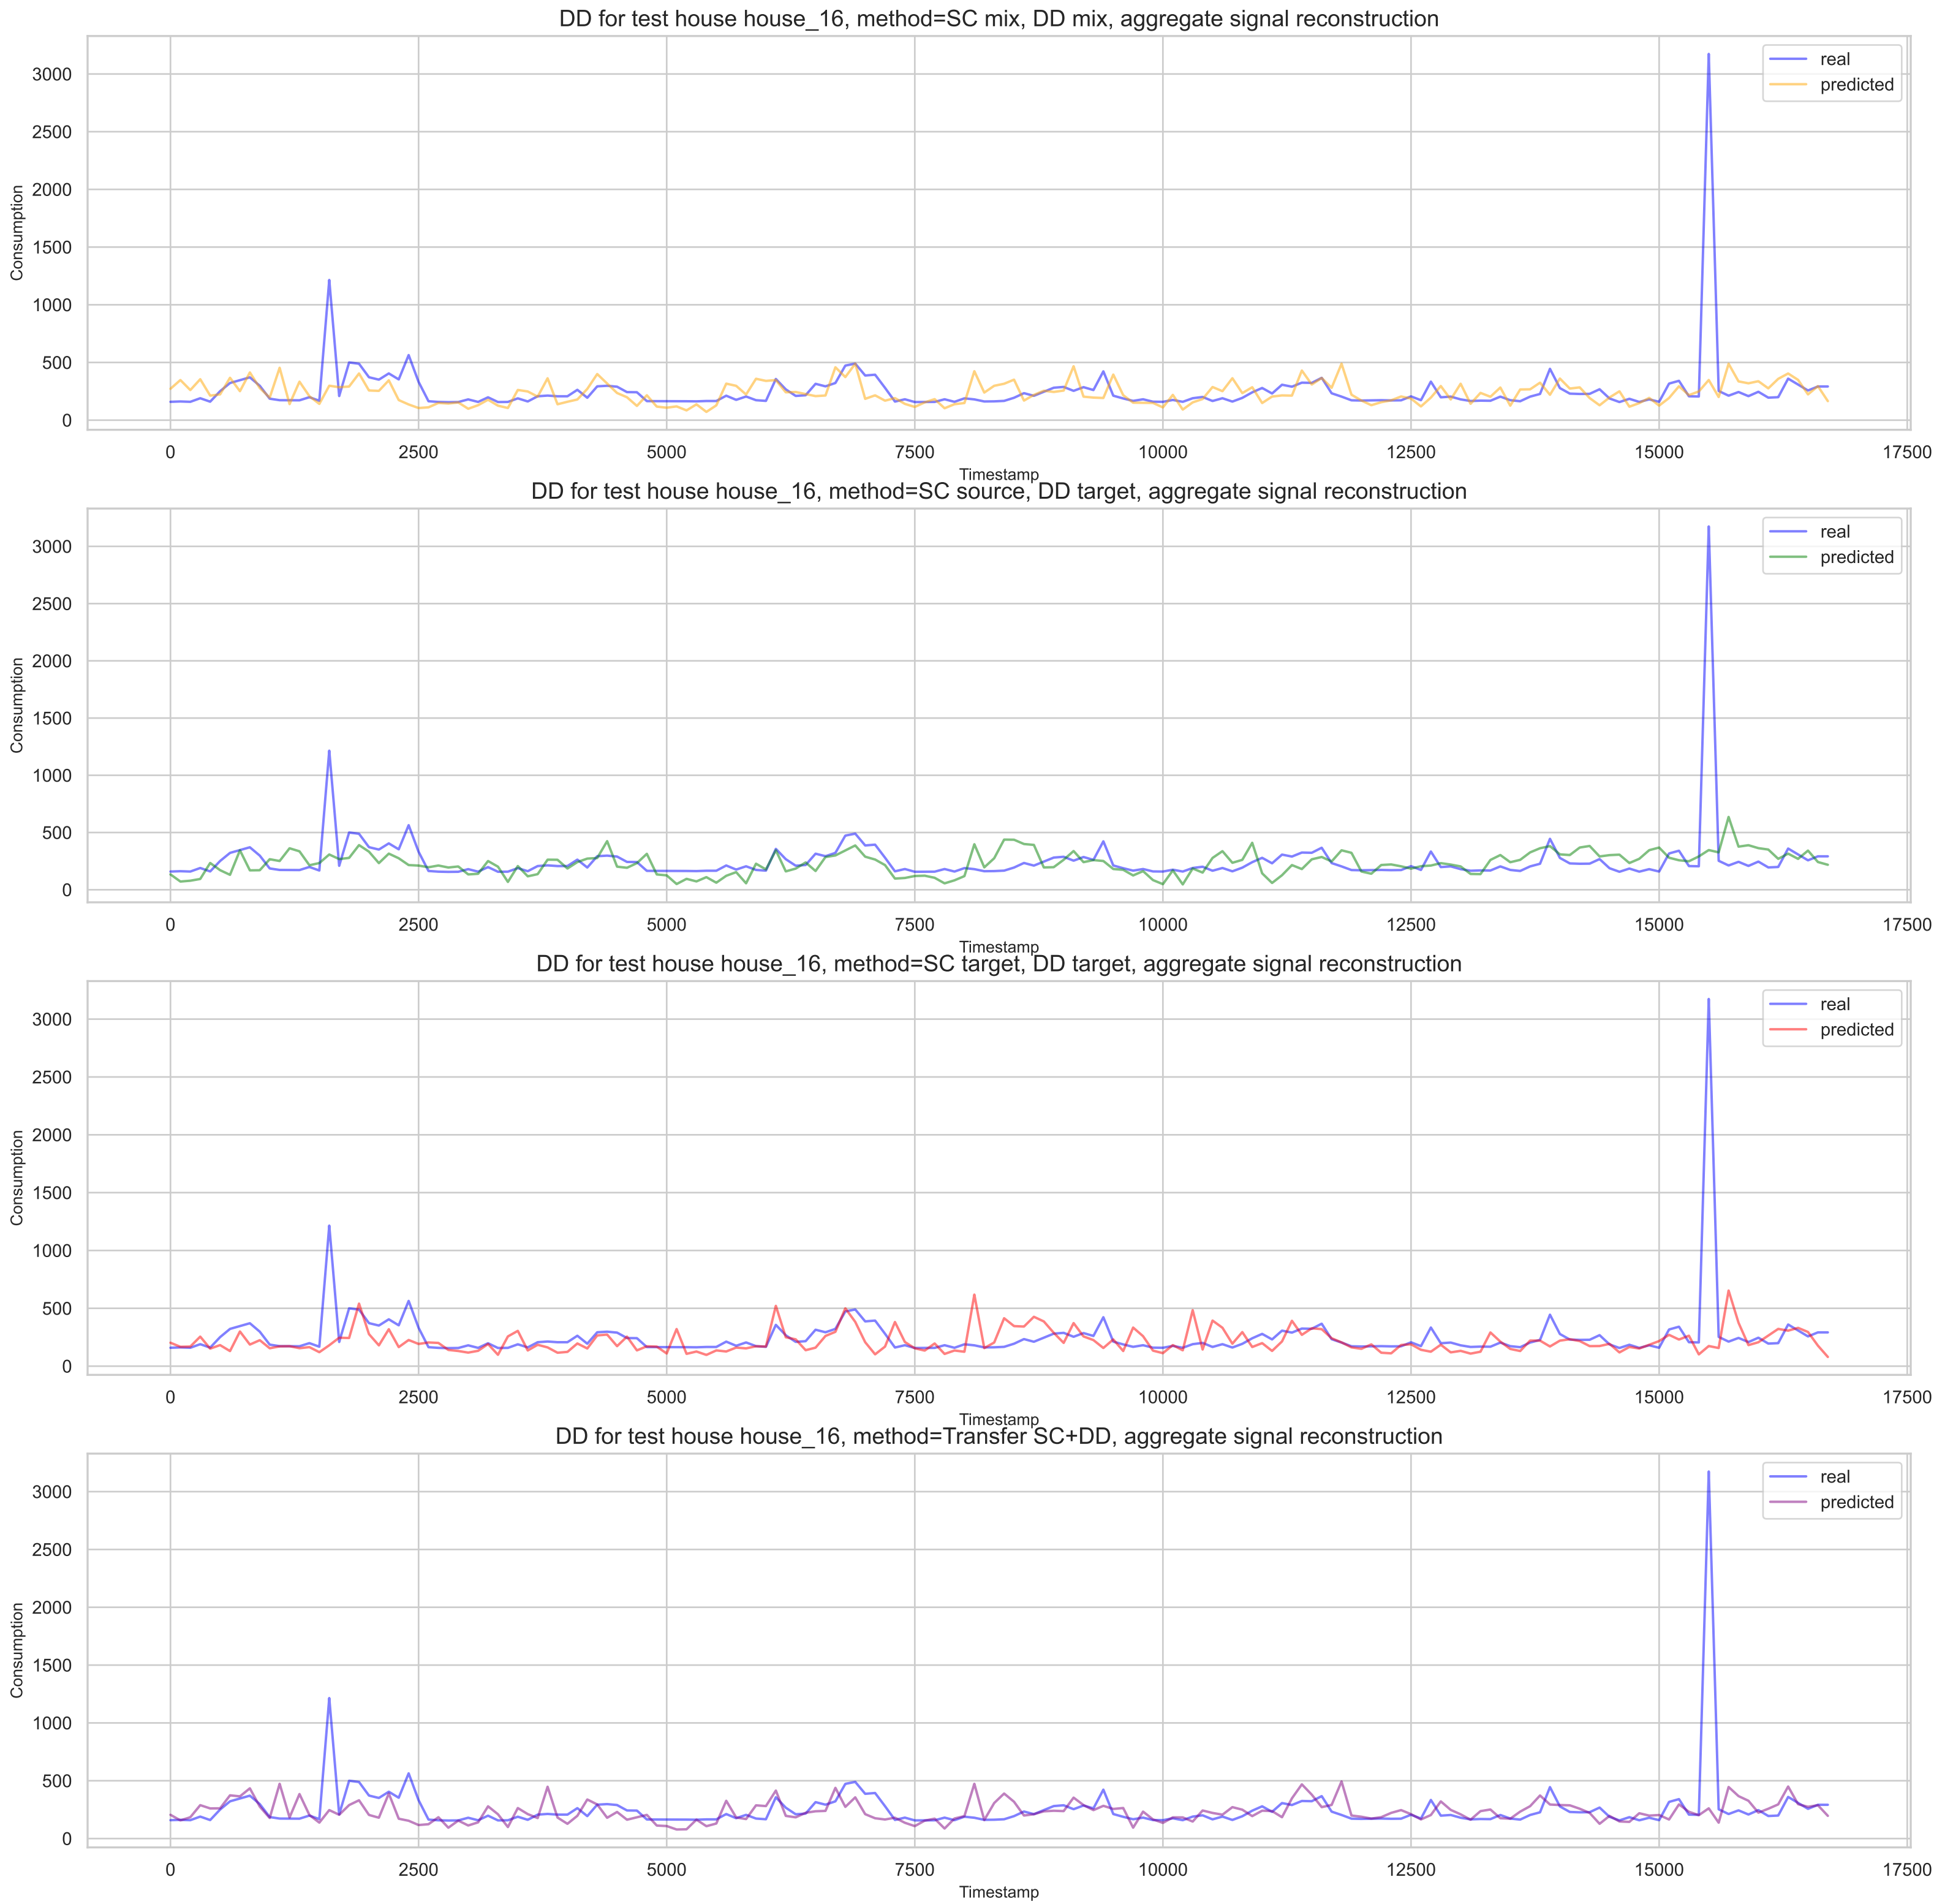 DD for test house house_16, method=SC mix, DD mix, aggregate signal reconstruction
real
predicted
3000
2500
2000
1500
1000
500
0
Consumption
0 2500 5000 7500 10000 12500 15000 17500
Timestamp
DD for test house house_16, method=SC source, DD target, aggregate signal reconstruction
real
predicted
3000
2500
2000
1500
1000
500
0
Consumption
0 2500 5000 7500 10000 12500 15000 17500
Timestamp
DD for test house house_16, method=SC target, DD target, aggregate signal reconstruction
real
predicted
3000
2500
2000
1500
1000
500
0
Consumption
0 2500 5000 7500 10000 12500 15000 17500
Timestamp
DD for test house house_16, method=Transfer SC+DD, aggregate signal reconstruction
real
predicted
3000
2500
2000
1500
1000
500
0
Consumption
0 2500 5000 7500 10000 12500 15000 17500
Timestamp